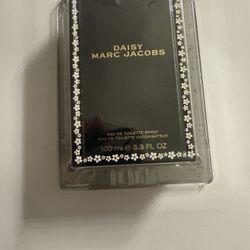 DAISY
MARC JACOBS
EAU DE TOILETTE SPRAY
EAU DE TOILETTE VAPORISATEUR
100 ml ℮ 3.3 FL OZ